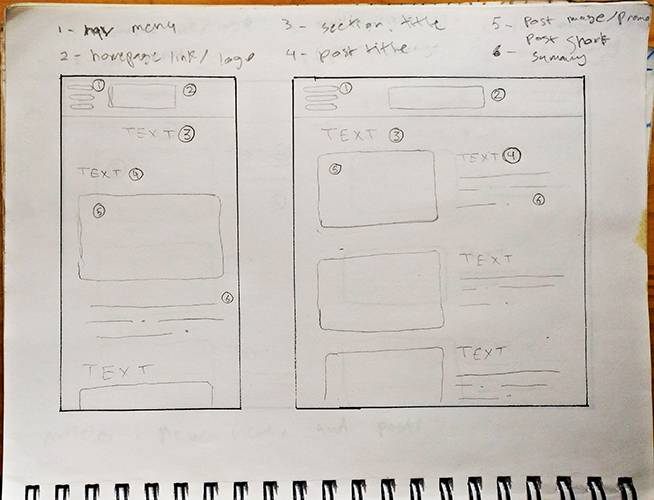 1 - nav menu
2 - homepage link/ logo
3 - section. title
4 - post title
5 - Post image/promo
6 - Post short
summary
1
2
TEXT 3
TEXT 4
5
6
TEXT
1
2
TEXT 3
5
TEXT 4
6
TEXT
TEXT